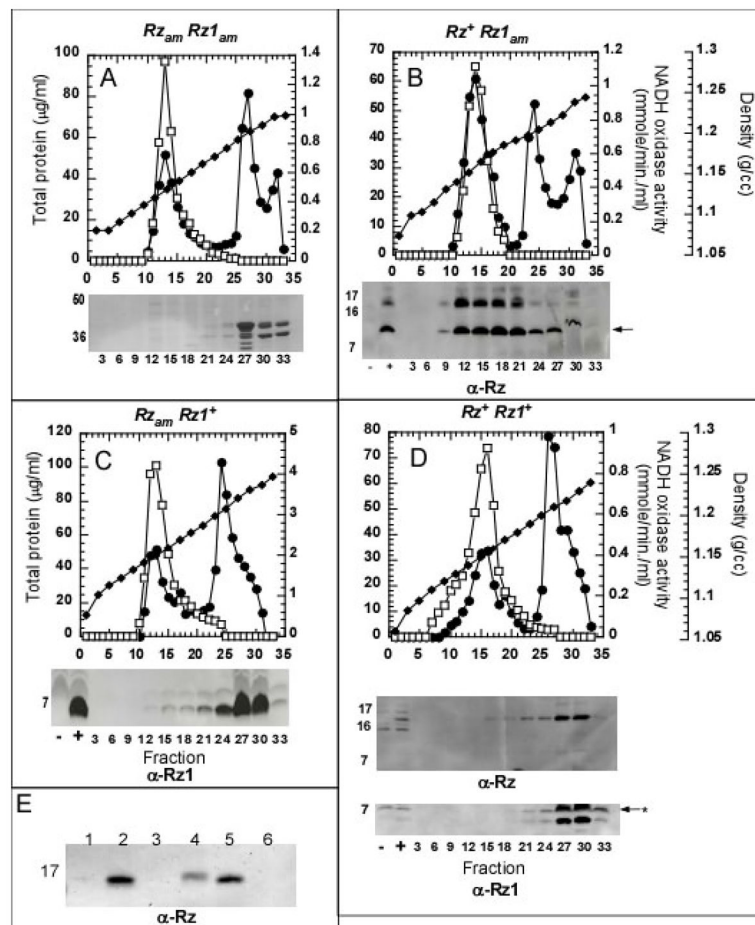 Rzam Rz1am
A
Total protein (µg/ml)
100
80
60
40
20
0
1.4
1.2
1
0.8
0.6
0.4
0.2
0
0 5 10 15 20 25 30 35
50
36
3 6 9 12 15 18 21 24 27 30 33
Rz+ Rz1am
B
70
60
50
40
30
20
10
0
1.2
1
0.8
0.6
0.4
0.2
0
NADH oxidase activity
(mmole/min./ml)
1.3
1.25
1.2
1.15
1.1
1.05
Density
(g/cc)
0 5 10 15 20 25 30 35
17
16
7
- + 3 6 9 12 15 18 21 24 27 30 33
α-Rz
Rzam Rz1+
C
Total protein (µg/ml)
120
100
80
60
40
20
0
5
4
3
2
1
0
0 5 10 15 20 25 30 35
7
- + 3 6 9 12 15 18 21 24 27 30 33
Fraction
α-Rz1
Rz+ Rz1+
D
80
70
60
50
40
30
20
10
0
1
0.8
0.6
0.4
0.2
0
NADH oxidase activity
(mmole/min./ml)
1.3
1.25
1.2
1.15
1.1
1.05
Density
(g/cc)
0 5 10 15 20 25 30 35
17
16
7
α-Rz
7
*
- + 3 6 9 12 15 18 21 24 27 30 33
Fraction
α-Rz1
E
1 2 3 4 5 6
17
α-Rz